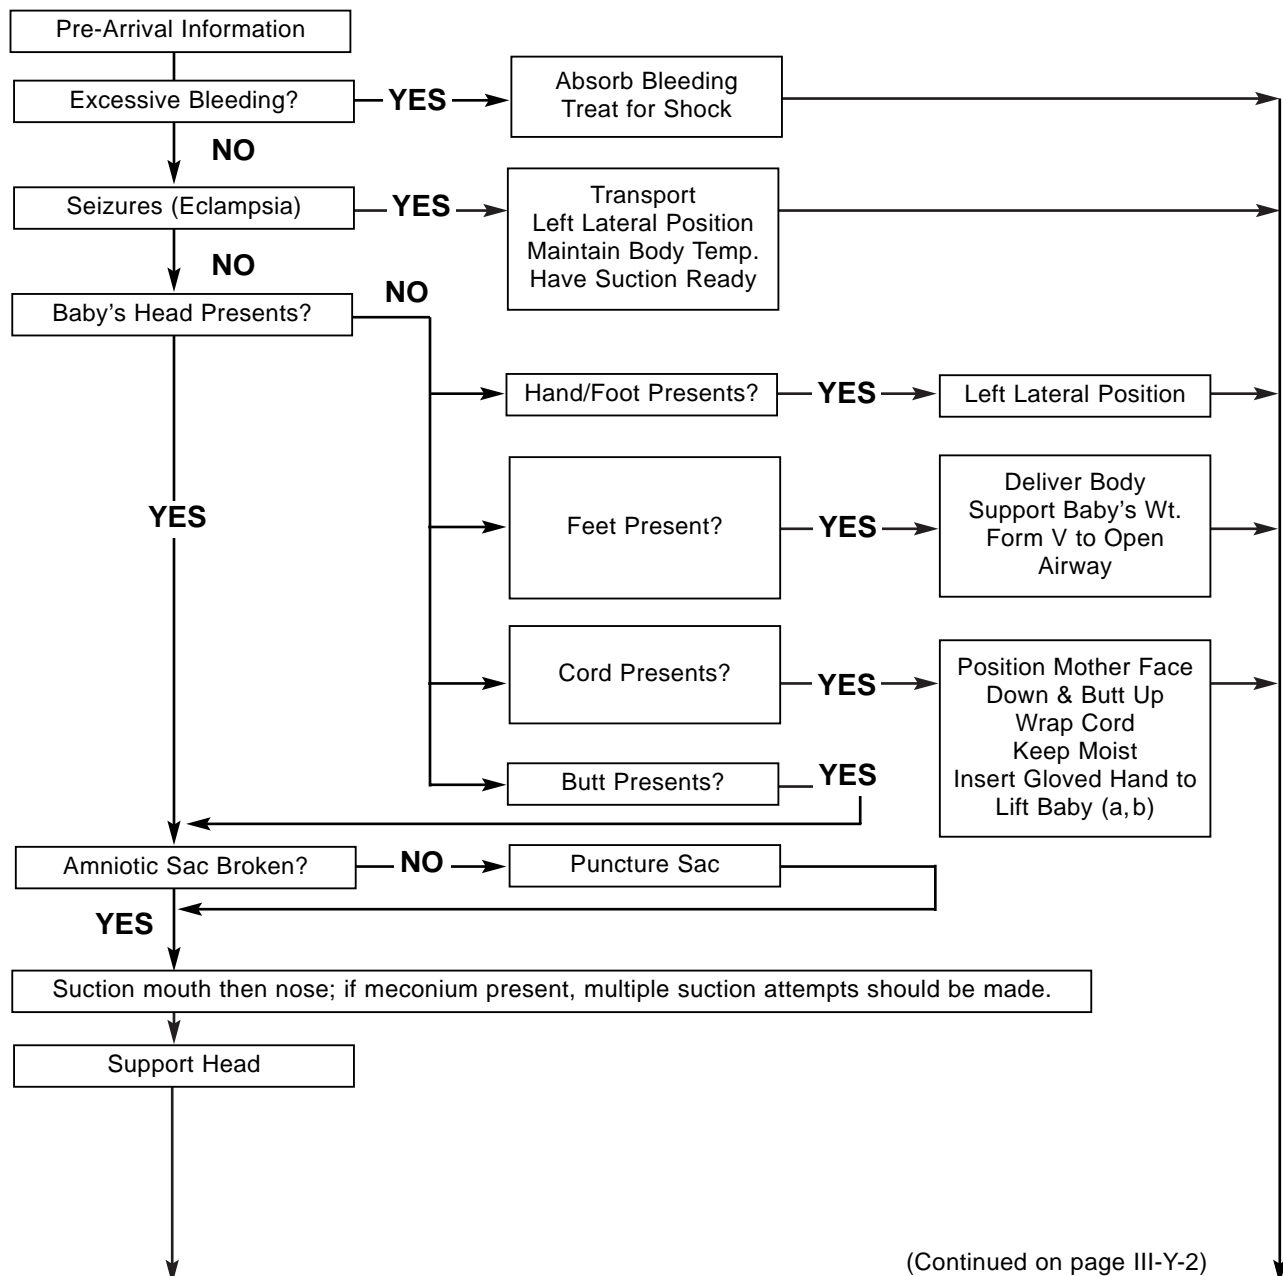 Pre-Arrival Information
Excessive Bleeding?
YES
Absorb Bleeding
Treat for Shock
NO
Seizures (Eclampsia)
YES
Transport
Left Lateral Position
Maintain Body Temp.
Have Suction Ready
NO
Baby's Head Presents?
NO
Hand/Foot Presents?
YES
Left Lateral Position
YES
Feet Present?
YES
Deliver Body
Support Baby's Wt.
Form V to Open
Airway
Cord Presents?
YES
Position Mother Face
Down & Butt Up
Wrap Cord
Keep Moist
Insert Gloved Hand to
Lift Baby (a,b)
Butt Presents?
YES
Amniotic Sac Broken?
NO
Puncture Sac
YES
Suction mouth then nose; if meconium present, multiple suction attempts should be made.
Support Head
(Continued on page III-Y-2)